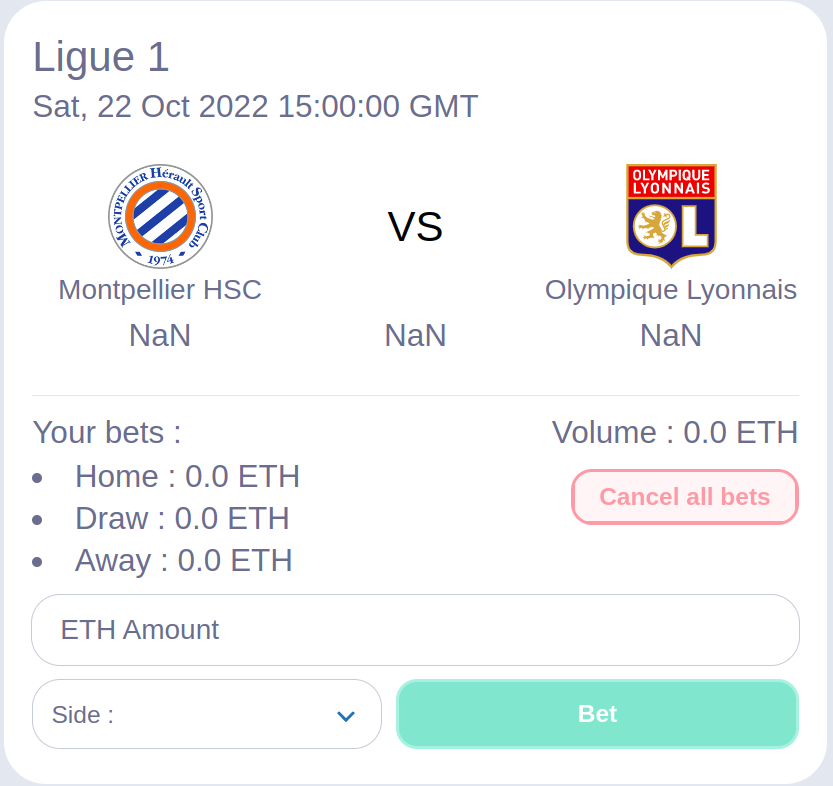 Ligue 1
Sat, 22 Oct 2022 15:00:00 GMT
MONTPELLIER Hérault Sport Club
1974
VS
OLYMPIQUE
LYONNAIS
OL
Montpellier HSC
Olympique Lyonnais
NaN NaN NaN
Your bets :
Volume : 0.0 ETH
Home : 0.0 ETH
Draw : 0.0 ETH
Away : 0.0 ETH
Cancel all bets
ETH Amount
Side :
Bet